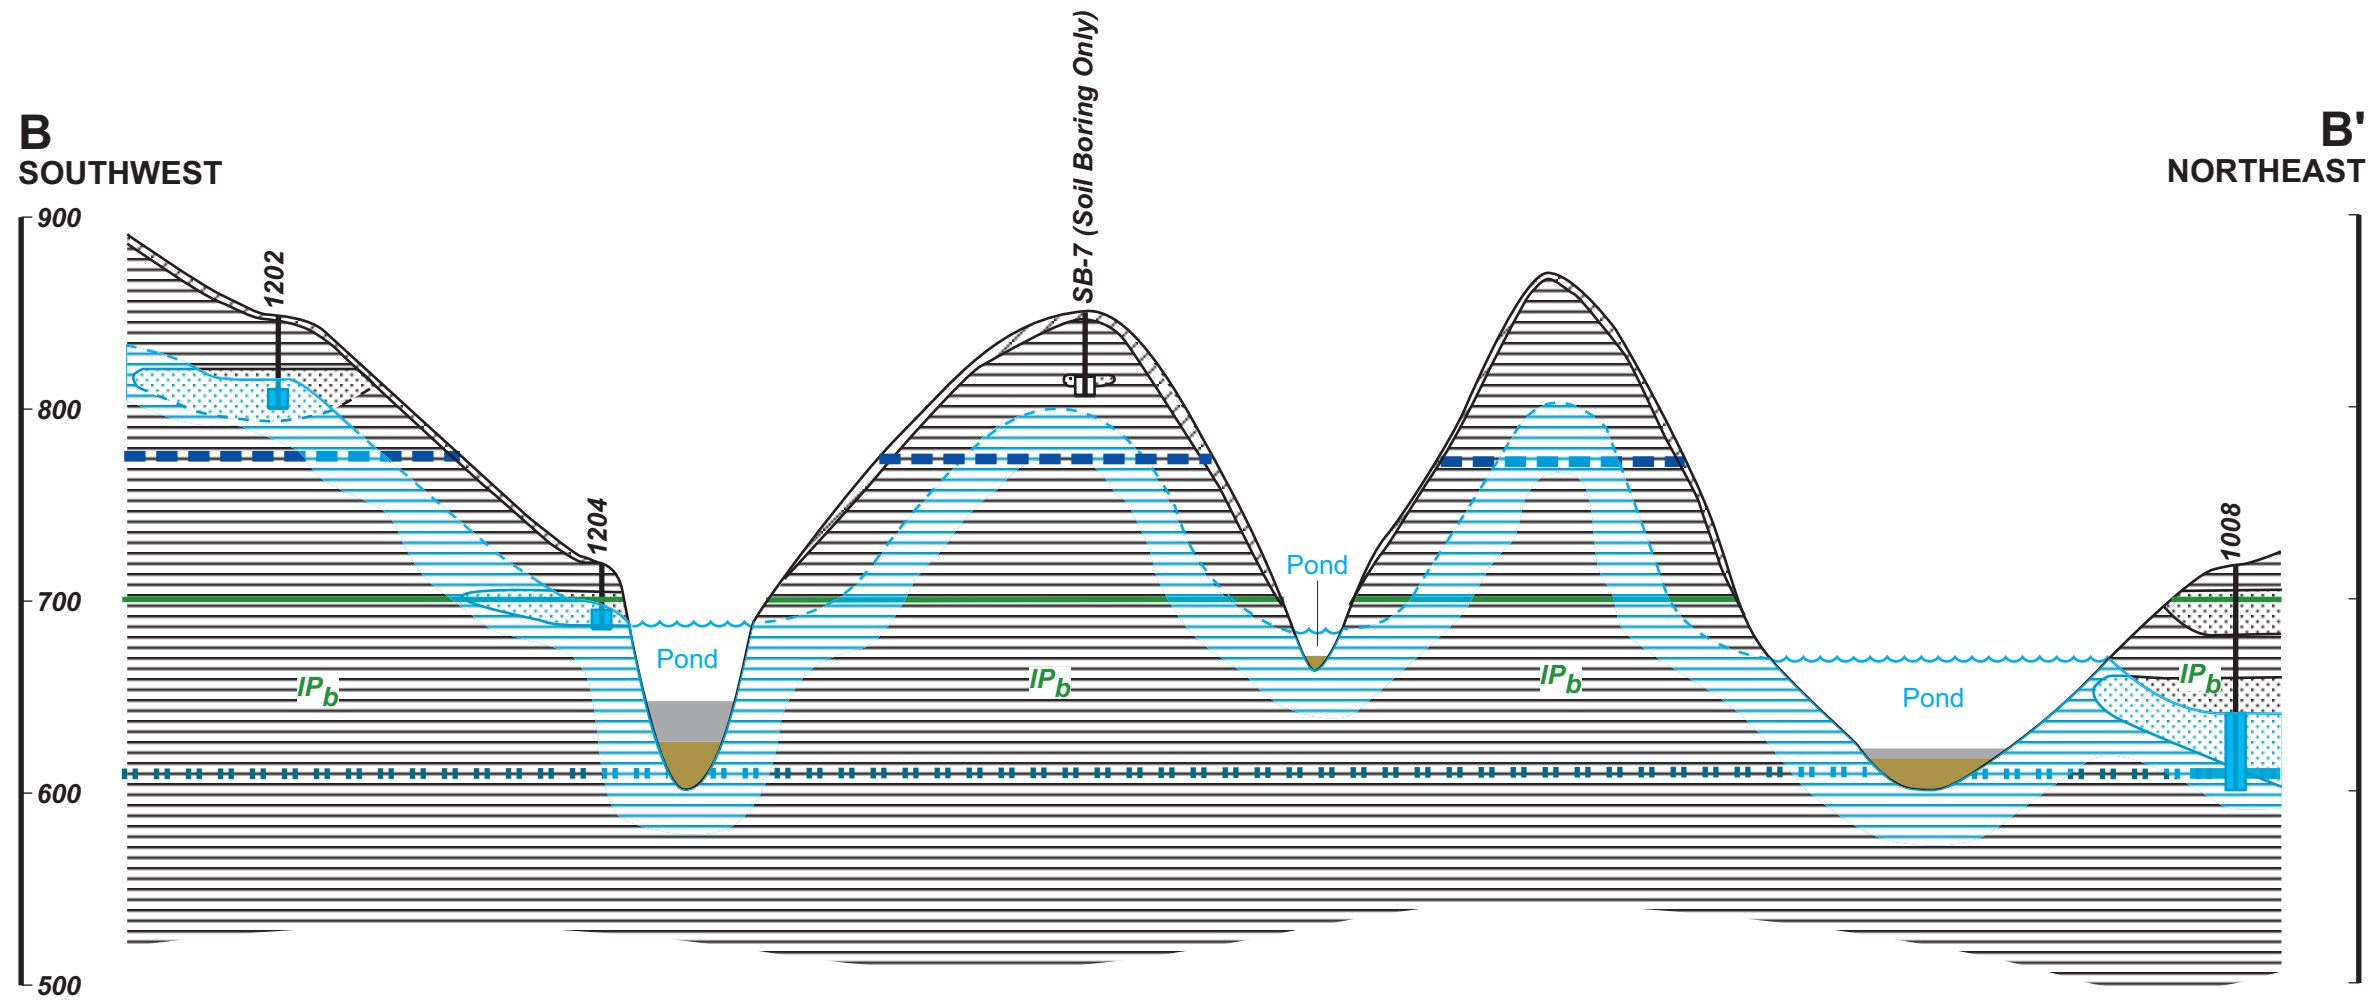 SB-7 (Soil Boring Only)
B
B'
SOUTHWEST
NORTHEAST
900
1202
800
1204
1008
Pond
700
Pond
IPb
IPb
IPb
IPb
Pond
600
500